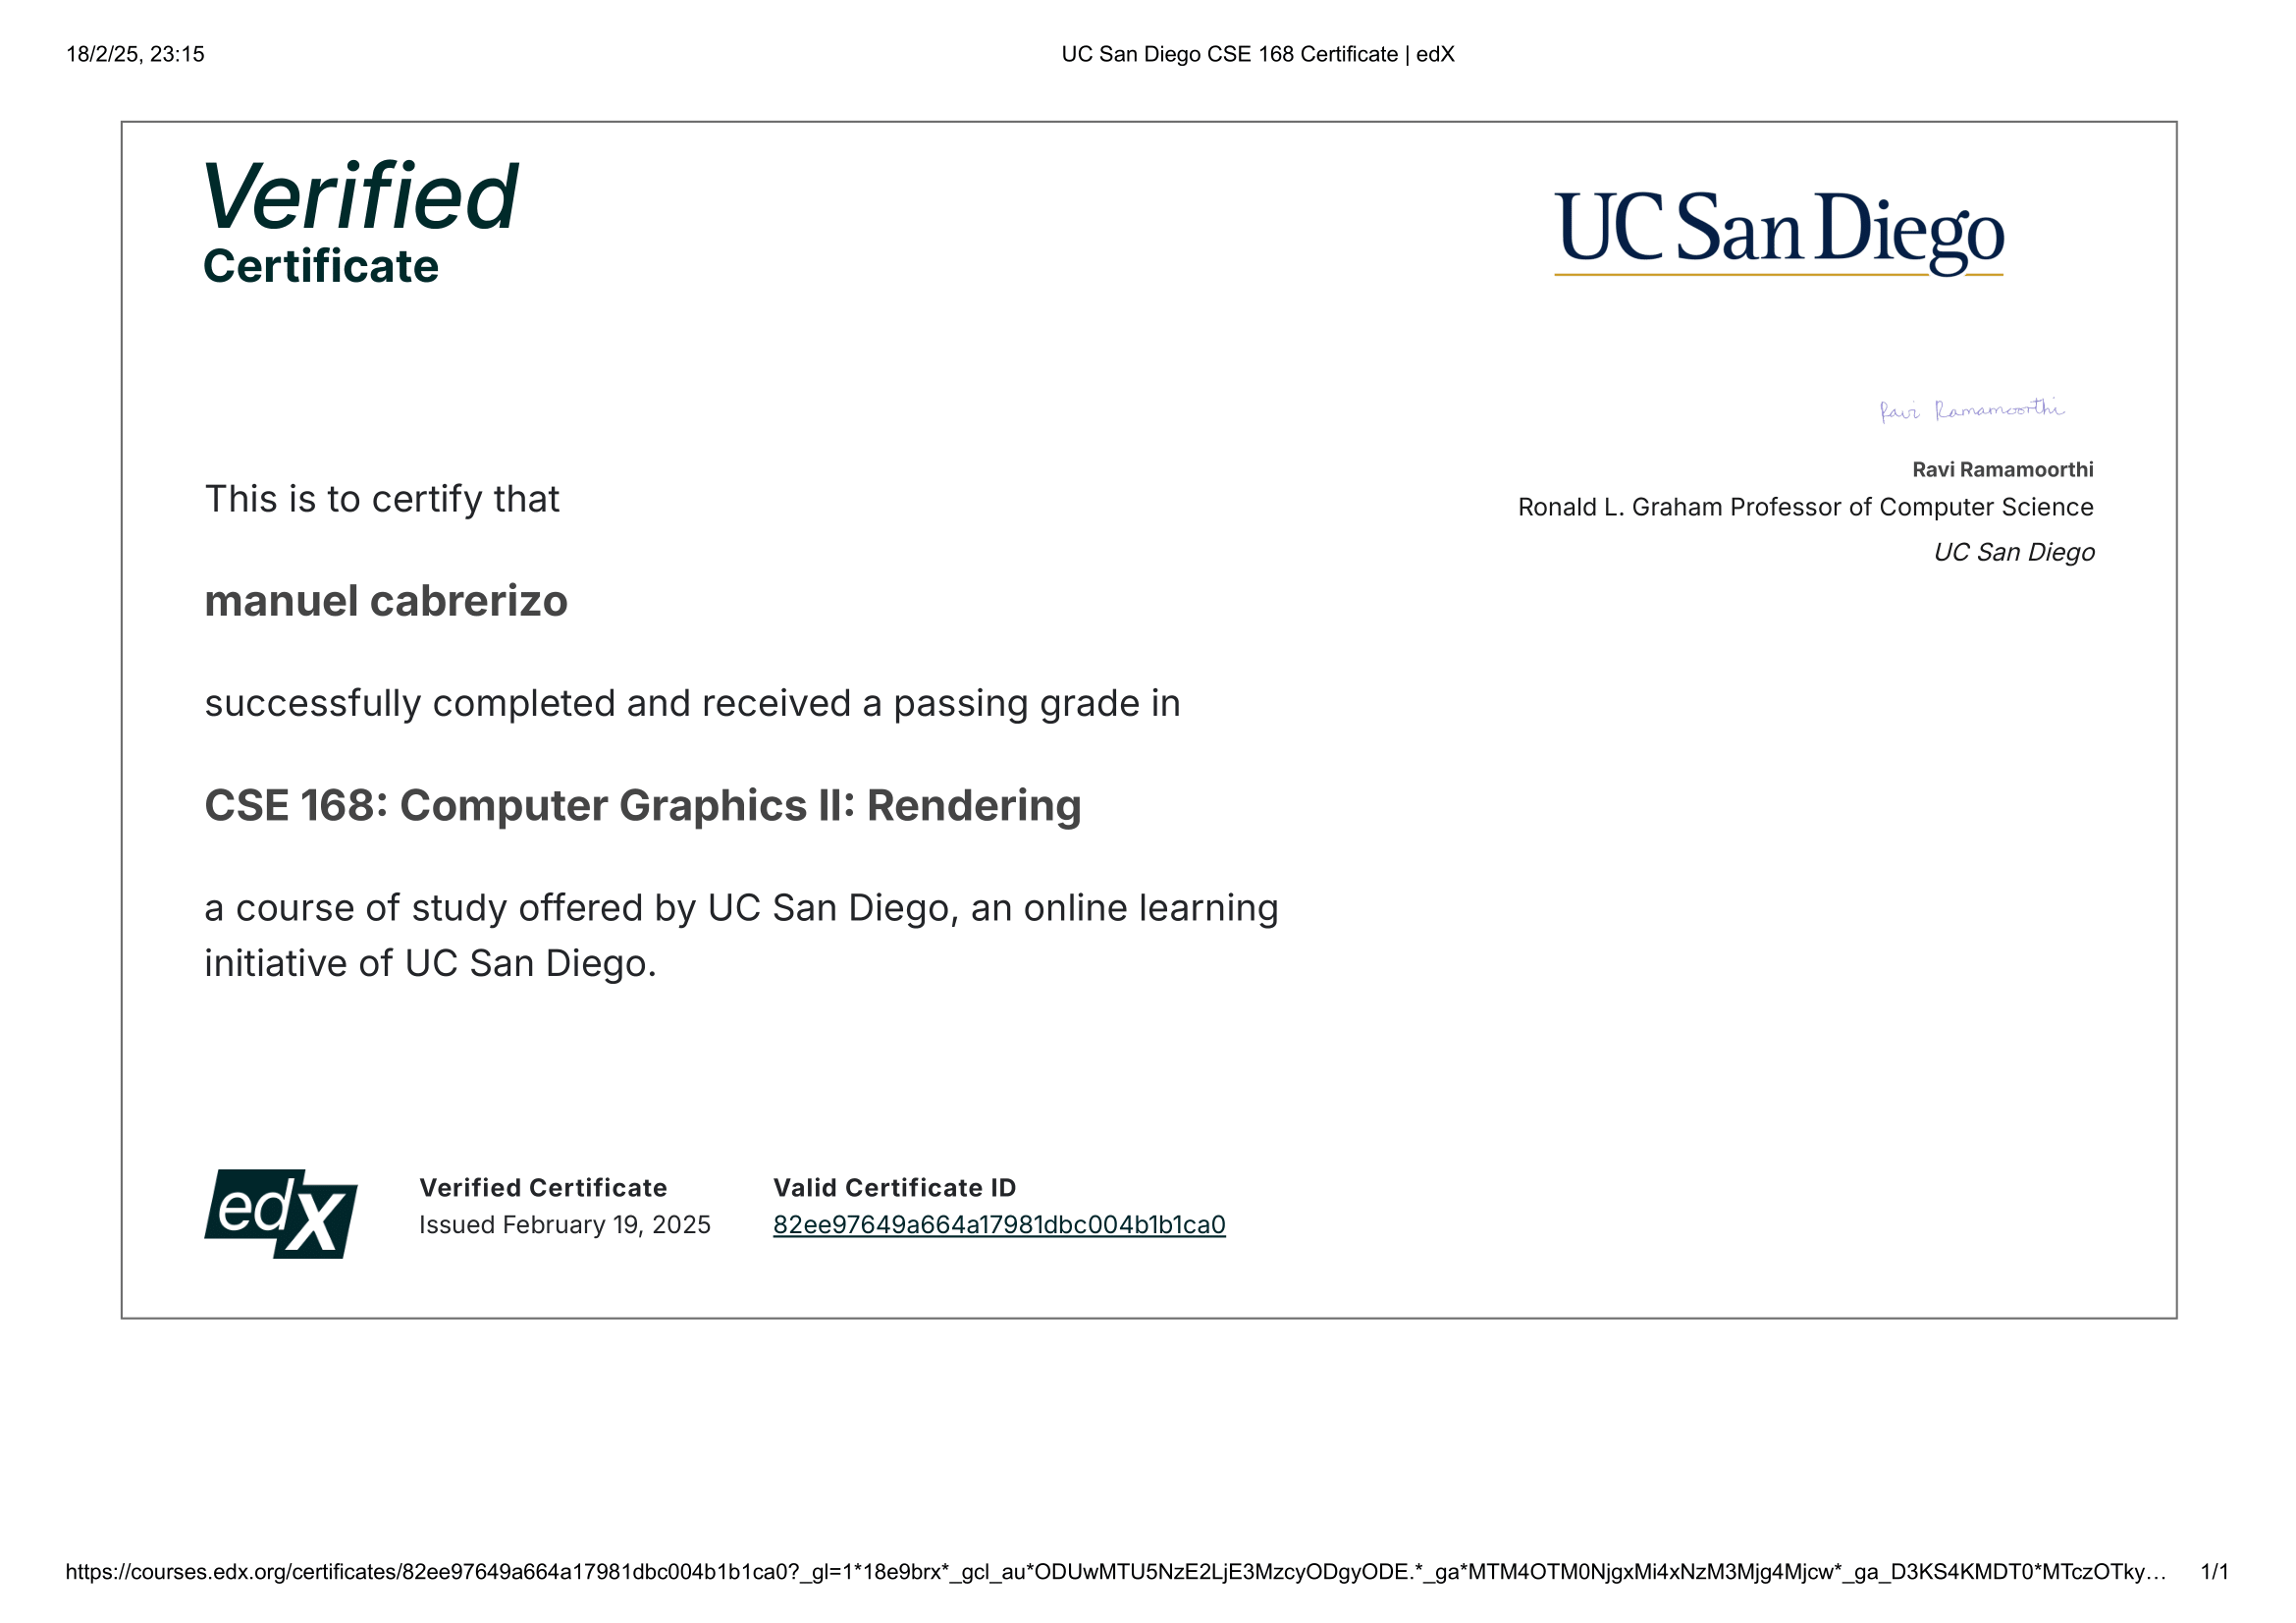 18/2/25, 23:15
UC San Diego CSE 168 Certificate | edX
Verified
Certificate
UC San Diego
Ravi Ramamoorthi
Ravi Ramamoorthi
Ronald L. Graham Professor of Computer Science
UC San Diego
This is to certify that
manuel cabrerizo
successfully completed and received a passing grade in
CSE 168: Computer Graphics II: Rendering
a course of study offered by UC San Diego, an online learning
initiative of UC San Diego.
edX
Verified Certificate
Issued February 19, 2025
Valid Certificate ID
82ee97649a664a17981dbc004b1b1ca0
https://courses.edx.org/certificates/82ee97649a664a17981dbc004b1b1ca0?_gl=1*18e9brx*_gcl_au*ODUwMTU5NzE2LjE3MzcyODgyODE.*_ga*MTM4OTM0NjgxMi4xNzM3Mjg4Mjcw*_ga_D3KS4KMDT0*MTczOTky…
1/1